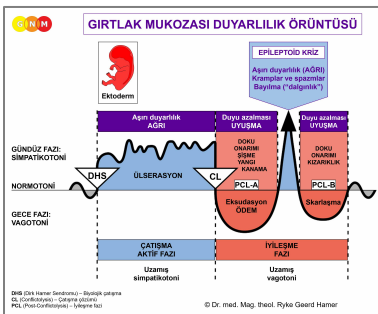 GNM
GIRTLAK MUKOZASI DUYARLILIK ÖRÜNTÜSÜ
EPİLEPTOİD KRİZ
Aşırı duyarlılık (AĞRI)
Kramplar ve spazmlar
Bayılma (“dalgınlık”)
Ektoderm
Aşırı duyarlılık
AĞRI
Duyu azalması
UYUŞMA
Duyu azalması
UYUŞMA
GÜNDÜZ FAZI:
SİMPATİKOTONİ
DOKU
ONARIMI
ŞİŞME
YANGI
KANAMA
DOKU
ONARIMI
KIZARIKLIK
DHS
ÜLSERASYON
CL
PCL-A
PCL-B
NORMOTONİ
Eksudasyon
ÖDEM
Skarlaşma
GECE FAZI:
VAGOTONİ
ÇATIŞMA
AKTİF FAZI
İYİLEŞME
FAZI
Uzamış
simpatikotoni
Uzamış
vagotoni
DHS (Dirk Hamer Sendromu) – Biyolojik çatışma
CL (Conflictolysis) – Çatışma çözümü
PCL (Post-Conflictolysis) – İyileşme fazı
© Dr. med. Mag. theol. Ryke Geerd Hamer